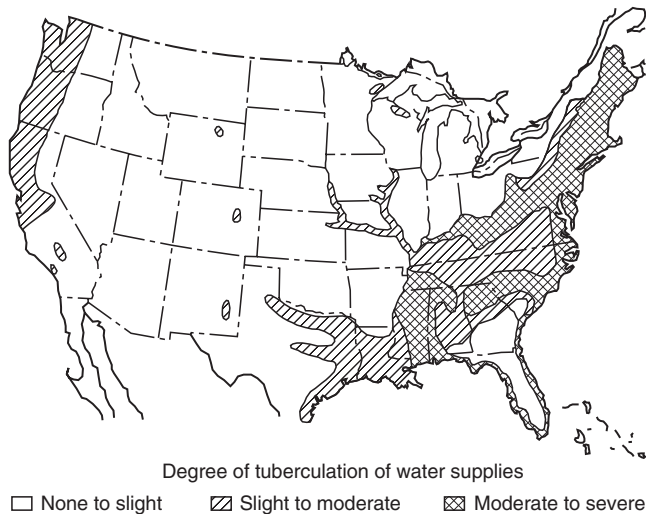 Degree of tuberculation of water supplies
None to slight Slight to moderate Moderate to severe